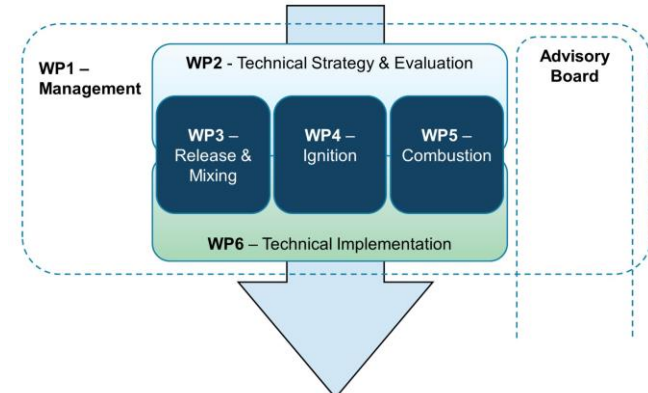 WP1 –
Management
WP2 - Technical Strategy & Evaluation
Advisory
Board
WP3 –
Release &
Mixing
WP4 –
Ignition
WP5 –
Combustion
WP6 – Technical Implementation